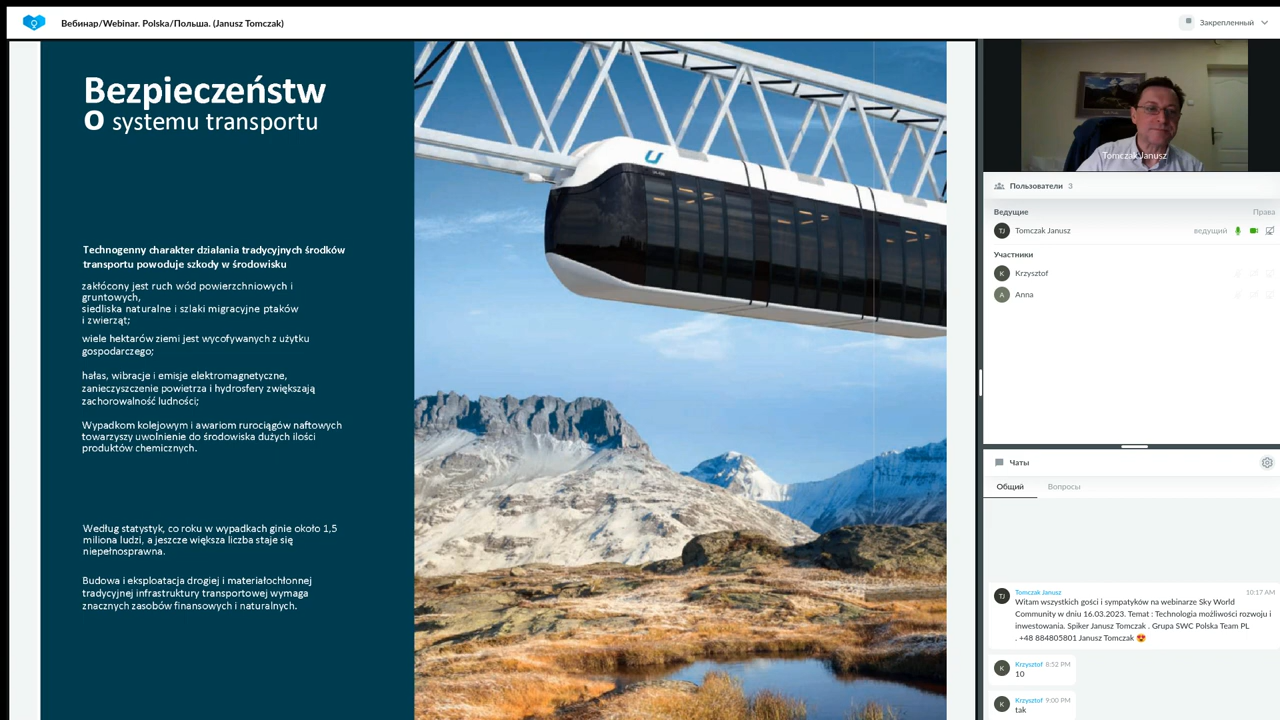 Вебинар/Webinar. Polska/Польша. (Janusz Tomczak)
Закрепленный
Bezpieczeństw
o systemu transportu
Technogenny charakter działania tradycyjnych środków
transportu powoduje szkody w środowisku
zakłócony jest ruch wód powierzchniowych i
gruntowych,
siedliska naturalne i szlaki migracyjne ptaków
i zwierząt;
wiele hektarów ziemi jest wycofywanych z użytku
gospodarczego;
hałas, wibracje i emisje elektromagnetyczne,
zanieczyszczenie powietrza i hydrosfery zwiększają
zachorowalność ludności;
Wypadkom kolejowym i awariom rurociągów naftowych
towarzyszy uwolnienie do środowiska dużych ilości
produktów chemicznych.
Według statystyk, co roku w wypadkach ginie około 1,5
miliona ludzi, a jeszcze większa liczba staje się
niepełnosprawna.
Budowa i eksploatacja drogiej i materiałochłonnej
tradycyjnej infrastruktury transportowej wymaga
znacznych zasobów finansowych i naturalnych.
Tomczak Janusz
Пользователи 3
Ведущие Права
TJ Tomczak Janusz ведущий
Участники
K Krzysztof
A Anna
Чаты
Общий Вопросы
TJ Tomczak Janusz 10:17 AM
Witam wszystkich gości i sympatyków na webinarze Sky World
Community w dniu 16.03.2023. Temat : Technologia możliwości rozwoju i
inwestowania. Spiker Janusz Tomczak . Grupa SWC Polska Team PL
. +48 884805801 Janusz Tomczak 😍
K Krzysztof 8:52 PM
10
K Krzysztof 9:00 PM
tak